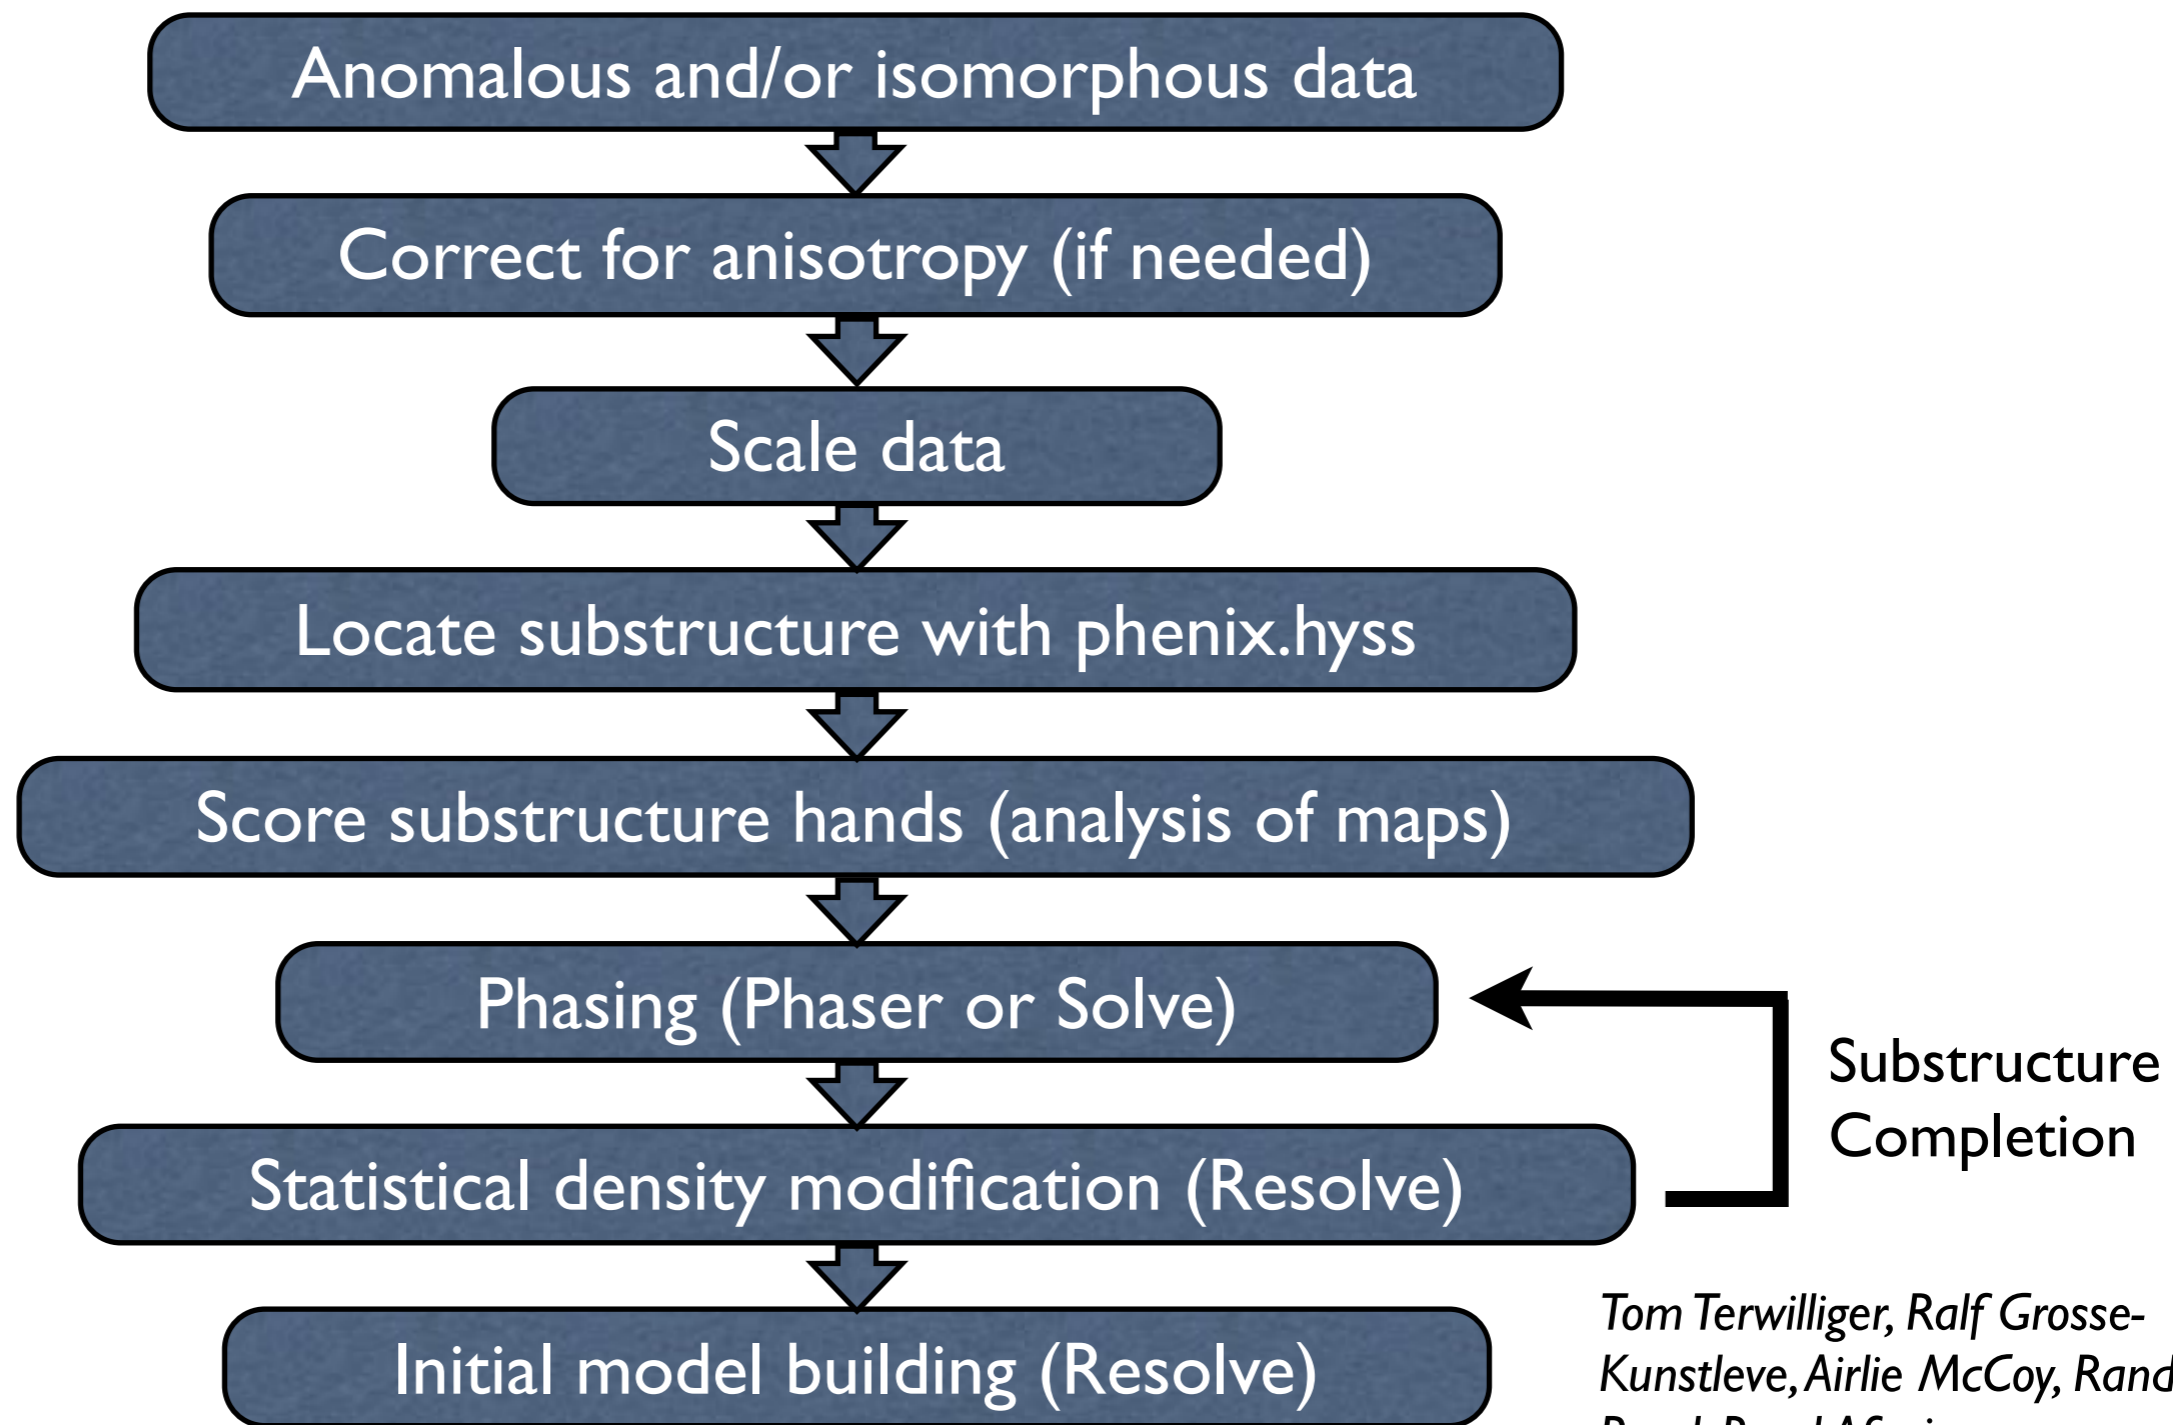 Anomalous and/or isomorphous data
Correct for anisotropy (if needed)
Scale data
Locate substructure with phenix.hyss
Score substructure hands (analysis of maps)
Phasing (Phaser or Solve)
Substructure
Completion
Statistical density modification (Resolve)
Initial model building (Resolve)
Tom Terwilliger, Ralf Grosse-
Kunstleve, Airlie McCoy,